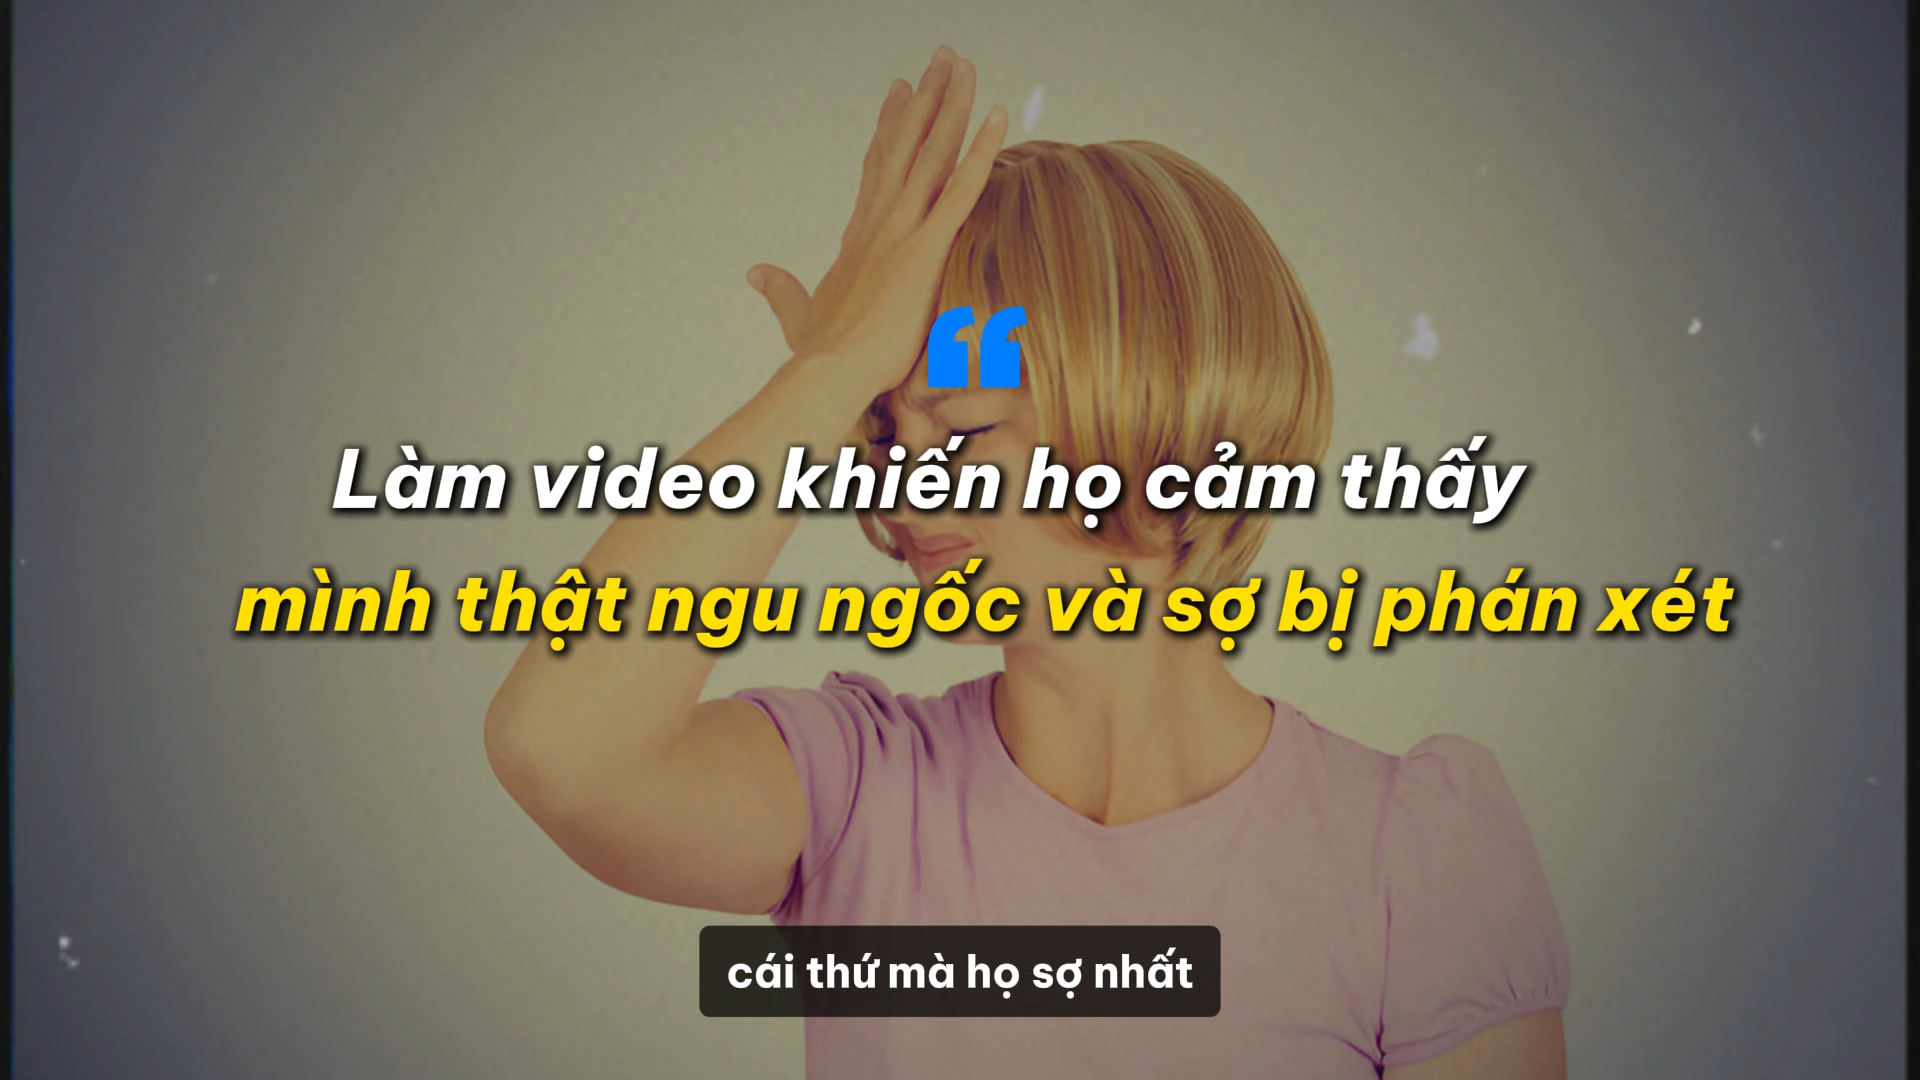 “
Làm video khiến họ cảm thấy
mình thật ngu ngốc và sợ bị phán xét
cái thứ mà họ sợ nhất